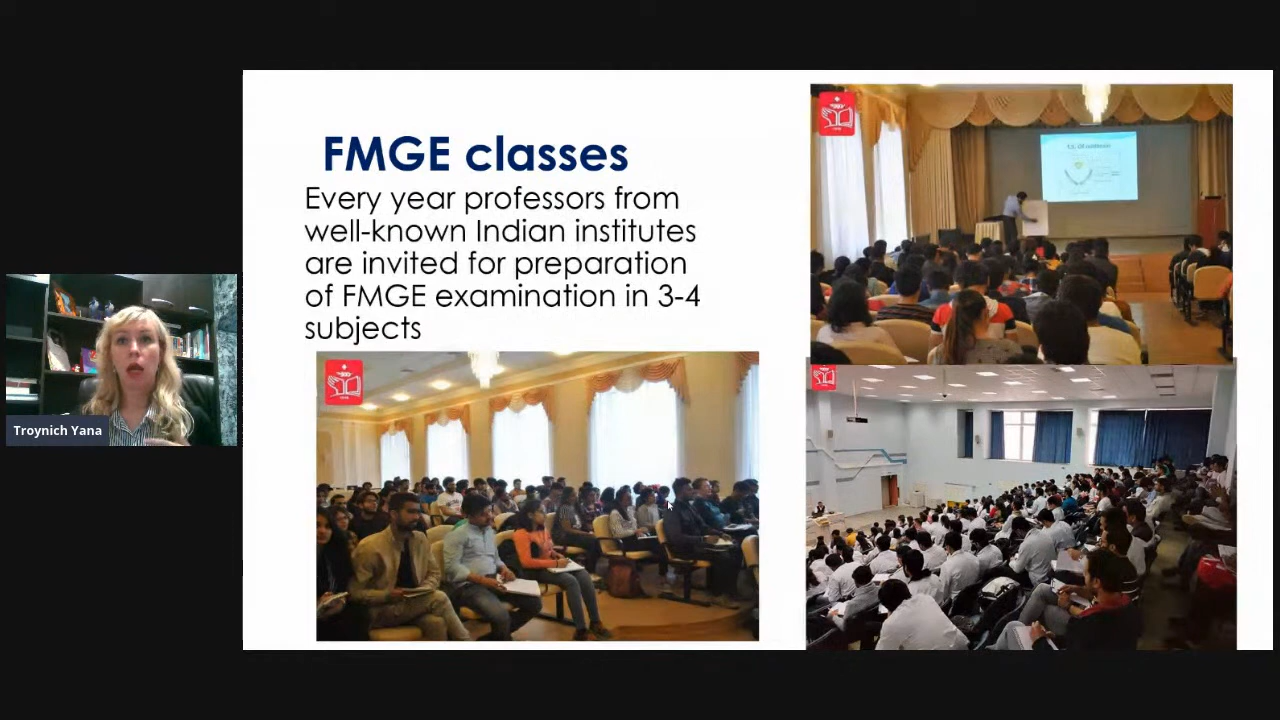 FMGE classes
Every year professors from
well-known Indian institutes
are invited for preparation
of FMGE examination in 3-4
subjects
Troynich Yana